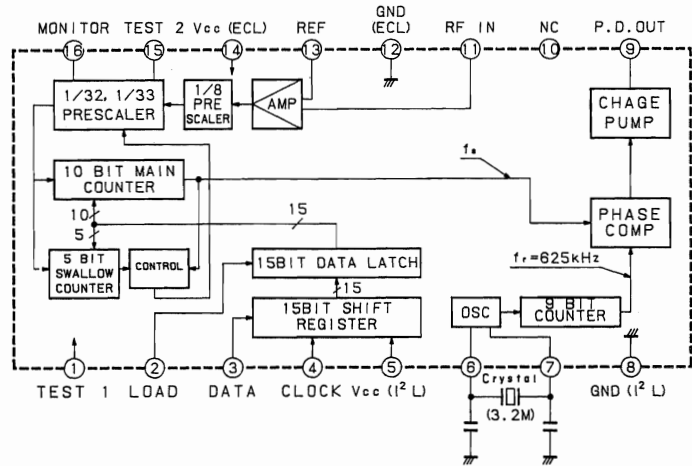 MONITOR TEST 2 Vcc (ECL) REF GND (ECL) RF IN NC P.D.OUT
16 15 14 13 12 11 10 9
1/32, 1/33 PRESCALER
1/8 PRE SCALER
AMP
CHAGE PUMP
10 BIT MAIN COUNTER
fs
10
5
15
PHASE COMP
5 BIT SWALLOW COUNTER
CONTROL
15BIT DATA LATCH
fr=625kHz
15
15BIT SHIFT REGISTER
OSC
9 BIT COUNTER
1 2 3 4 5 6 7 8
TEST 1 LOAD DATA CLOCK Vcc (I²L) Crystal GND (I²L)
(3.2M)